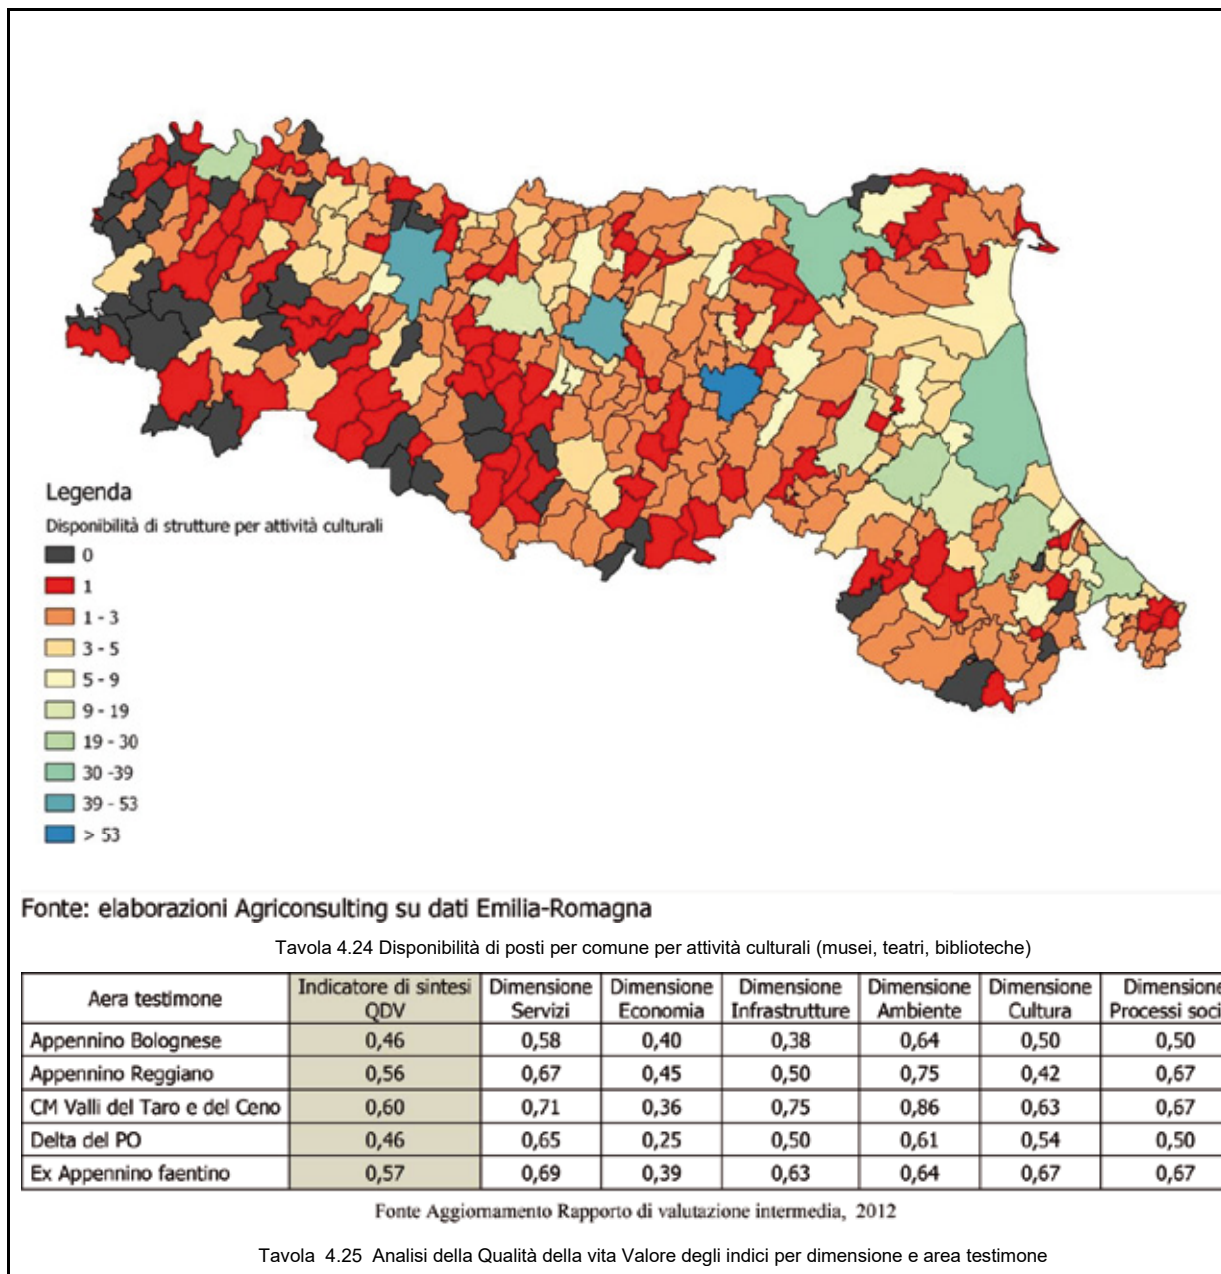 Legenda
Disponibilità di strutture per attività culturali
0
1
1 - 3
3 - 5
5 - 9
9 - 19
19 - 30
30 -39
39 - 53
> 53
Fonte: elaborazioni Agriconsulting su dati Emilia-Romagna
Tavola 4.24 Disponibilità di posti per comune per attività culturali (musei, teatri, biblioteche)
Aera testimone Indicatore di sintesi QDV Dimensione Servizi Dimensione Economia Dimensione Infrastrutture Dimensione Ambiente Dimensione Cultura Dimensione Processi soci
Appennino Bolognese 0,46 0,58 0,40 0,38 0,64 0,50 0,50
Appennino Reggiano 0,56 0,67 0,45 0,50 0,75 0,42 0,67
CM Valli del Taro e del Ceno 0,60 0,71 0,36 0,75 0,86 0,63 0,67
Delta del PO 0,46 0,65 0,25 0,50 0,61 0,54 0,50
Ex Appennino faentino 0,57 0,69 0,39 0,63 0,64 0,67 0,67
Fonte Aggiornamento Rapporto di valutazione intermedia, 2012
Tavola 4.25 Analisi della Qualità della vita Valore degli indici per dimensione e area testimone